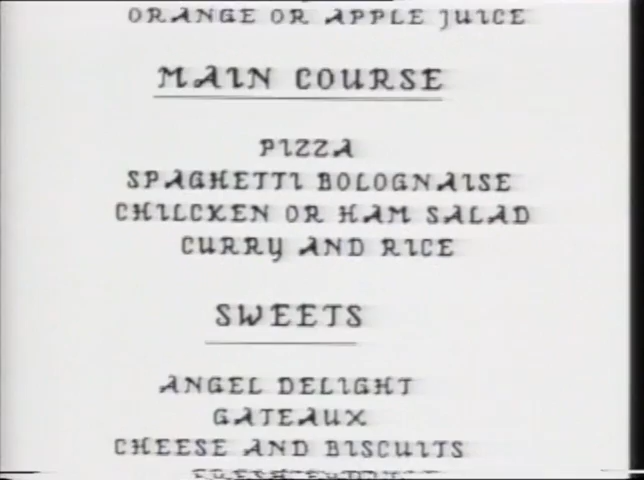 ORANGE OR APPLE JUICE
MAIN COURSE
PIZZA
SPAGHETTI BOLOGNAISE
CHILCKEN OR HAM SALAD
CURRY AND RICE
SWEETS
ANGEL DELIGHT
GATEAUX
CHEESE AND BISCUITS